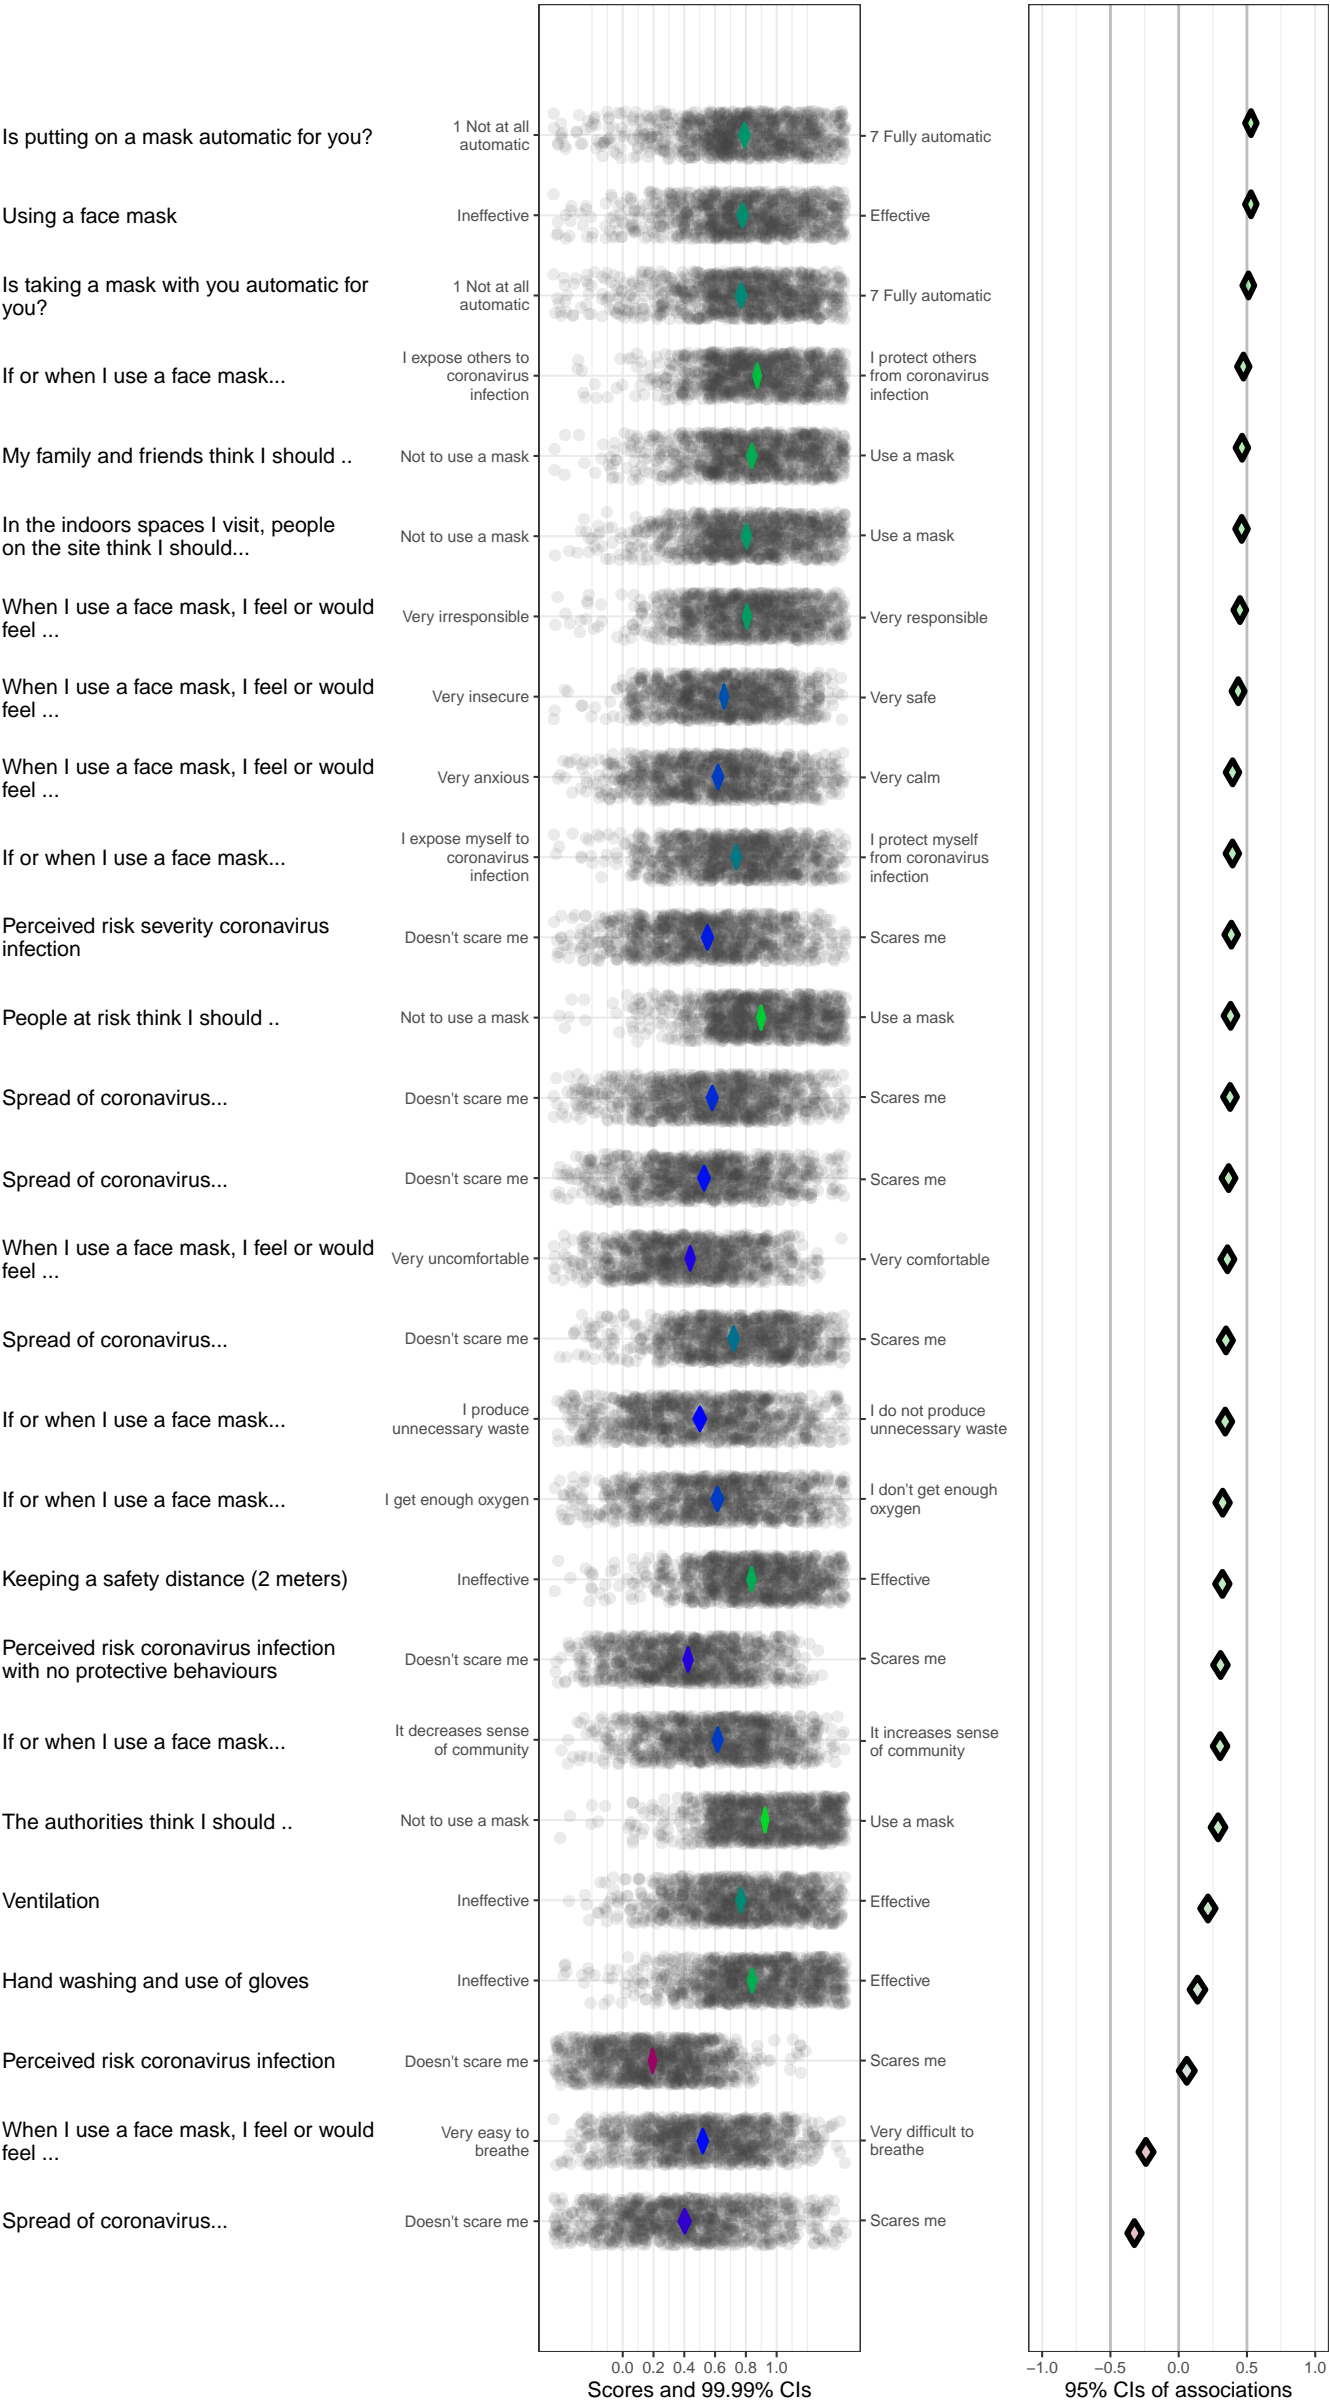 Is putting on a mask automatic for you?
1 Not at all
automatic
7 Fully automatic
Using a face mask
Ineffective
Effective
Is taking a mask with you automatic for
you?
1 Not at all
automatic
7 Fully automatic
If or when I use a face mask...
I expose others to
coronavirus
infection
I protect others
from coronavirus
infection
My family and friends think I should ..
Not to use a mask
Use a mask
In the indoors spaces I visit, people
on the site think I should...
Not to use a mask
Use a mask
When I use a face mask, I feel or would
feel ...
Very irresponsible
Very responsible
When I use a face mask, I feel or would
feel ...
Very insecure
Very safe
When I use a face mask, I feel or would
feel ...
Very anxious
Very calm
If or when I use a face mask...
I expose myself to
coronavirus
infection
I protect myself
from coronavirus
infection
Perceived risk severity coronavirus
infection
Doesn't scare me
Scares me
People at risk think I should ..
Not to use a mask
Use a mask
Spread of coronavirus...
Doesn't scare me
Scares me
Spread of coronavirus...
Doesn't scare me
Scares me
When I use a face mask, I feel or would
feel ...
Very uncomfortable
Very comfortable
Spread of coronavirus...
Doesn't scare me
Scares me
If or when I use a face mask...
I produce
unnecessary waste
I do not produce
unnecessary waste
If or when I use a face mask...
I get enough oxygen
I don't get enough
oxygen
Keeping a safety distance (2 meters)
Ineffective
Effective
Perceived risk coronavirus infection
with no protective behaviours
Doesn't scare me
Scares me
If or when I use a face mask...
It decreases sense
of community
It increases sense
of community
The authorities think I should ..
Not to use a mask
Use a mask
Ventilation
Ineffective
Effective
Hand washing and use of gloves
Ineffective
Effective
Perceived risk coronavirus infection
Doesn't scare me
Scares me
When I use a face mask, I feel or would
feel ...
Very easy to
breathe
Very difficult to
breathe
Spread of coronavirus...
Doesn't scare me
Scares me
0.0 0.2 0.4 0.6 0.8 1.0
Scores and 99.99% CIs
−1.0 −0.5 0.0 0.5 1.0
95% CIs of associations